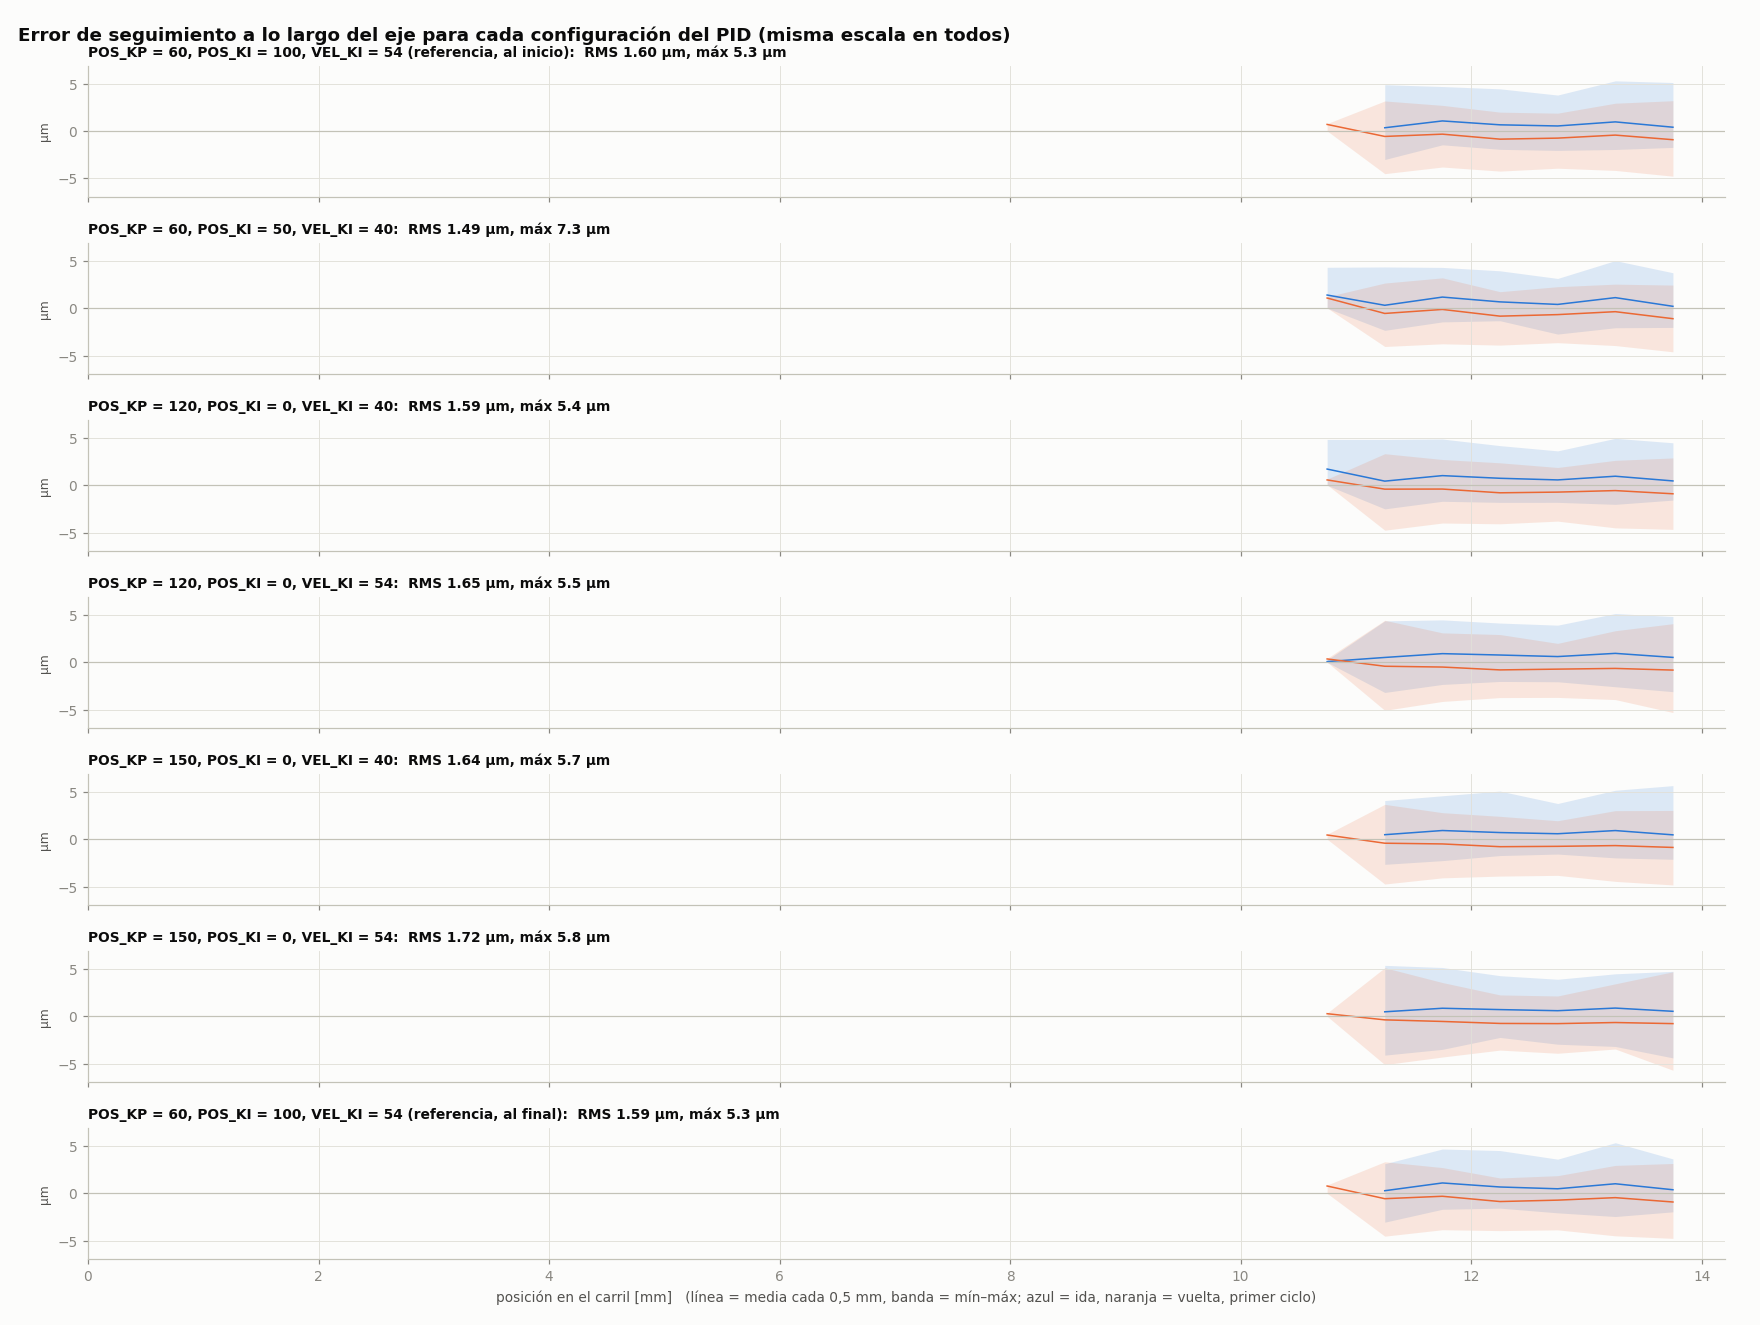 Error de seguimiento a lo largo del eje para cada configuración del PID (misma escala en todos)
POS_KP = 60, POS_KI = 100, VEL_KI = 54 (referencia, al inicio):  RMS 1.60 µm, máx 5.3 µm
5
0
−5
µm
POS_KP = 60, POS_KI = 50, VEL_KI = 40:  RMS 1.49 µm, máx 7.3 µm
5
0
−5
µm
POS_KP = 120, POS_KI = 0, VEL_KI = 40:  RMS 1.59 µm, máx 5.4 µm
5
0
−5
µm
POS_KP = 120, POS_KI = 0, VEL_KI = 54:  RMS 1.65 µm, máx 5.5 µm
5
0
−5
µm
POS_KP = 150, POS_KI = 0, VEL_KI = 40:  RMS 1.64 µm, máx 5.7 µm
5
0
−5
µm
POS_KP = 150, POS_KI = 0, VEL_KI = 54:  RMS 1.72 µm, máx 5.8 µm
5
0
−5
µm
POS_KP = 60, POS_KI = 100, VEL_KI = 54 (referencia, al final):  RMS 1.59 µm, máx 5.3 µm
5
0
−5
µm
0 2 4 6 8 10 12 14
posición en el carril [mm]   (línea = media cada 0,5 mm, banda = mín–máx; azul = ida, naranja = vuelta, primer ciclo)